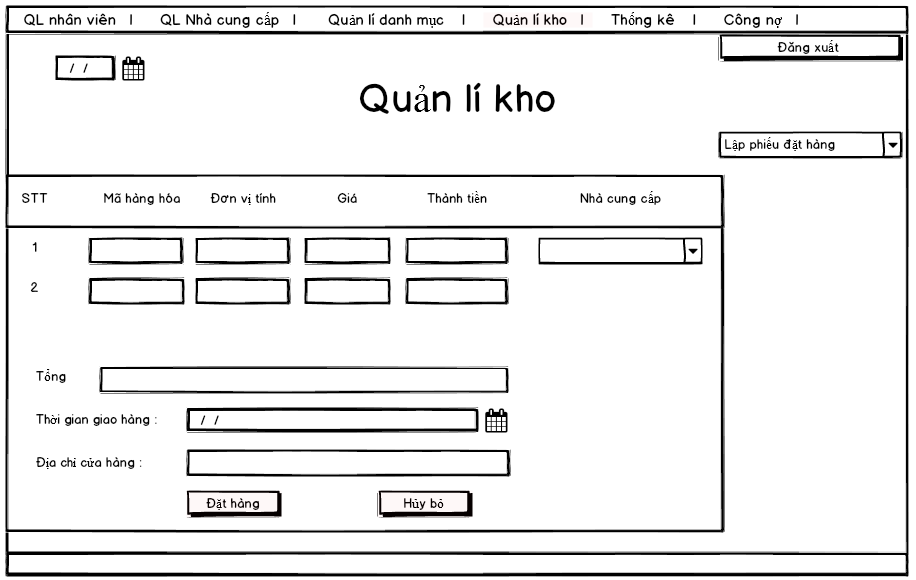 QL nhân viên | QL Nhà cung cấp | Quản lí danh mục | Quản lí kho | Thống kê | Công nợ |
Đăng xuất
/ /
Quản lí kho
Lập phiếu đặt hàng
STT Mã hàng hóa Đơn vị tính Giá Thành tiền Nhà cung cấp
1
2
Tổng
Thời gian giao hàng : / /
Địa chỉ cửa hàng :
Đặt hàng Hủy bỏ